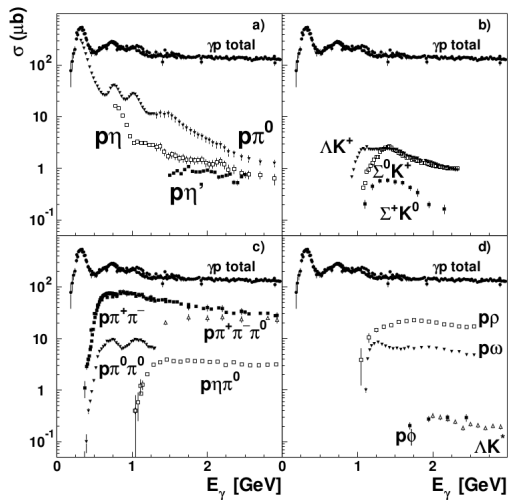 σ (μb)
a)
γp total
10²
10
1
10⁻¹
pη
pπ⁰
pη'
b)
γp total
ΛK⁺
Σ⁰K⁺
Σ⁺K⁰
c)
γp total
10²
10
1
10⁻¹
pπ⁺π⁻
pπ⁺π⁻π⁰
pπ⁰π⁰
pηπ⁰
d)
γp total
pρ
pω
pφ
ΛK*
0 1 2 0 1 2 3
E_γ [GeV] E_γ [GeV]